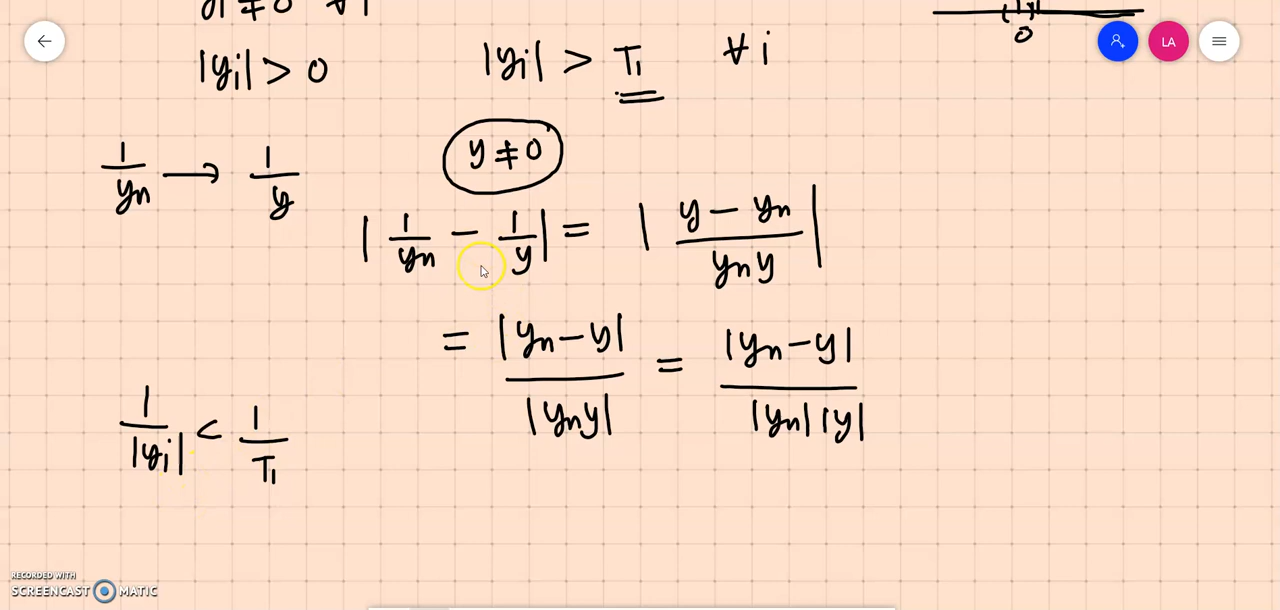 |yi| > 0 |yi| > T1 ∀ i
0
LA
y ≠ 0
1/yn → 1/y
|1/yn − 1/y| = |(y − yn)/(yn y)|
= |yn − y|/|yn y| = |yn − y|/(|yn| |y|)
1/|yi| < 1/T1
RECORDED WITH
SCREENCAST MATIC